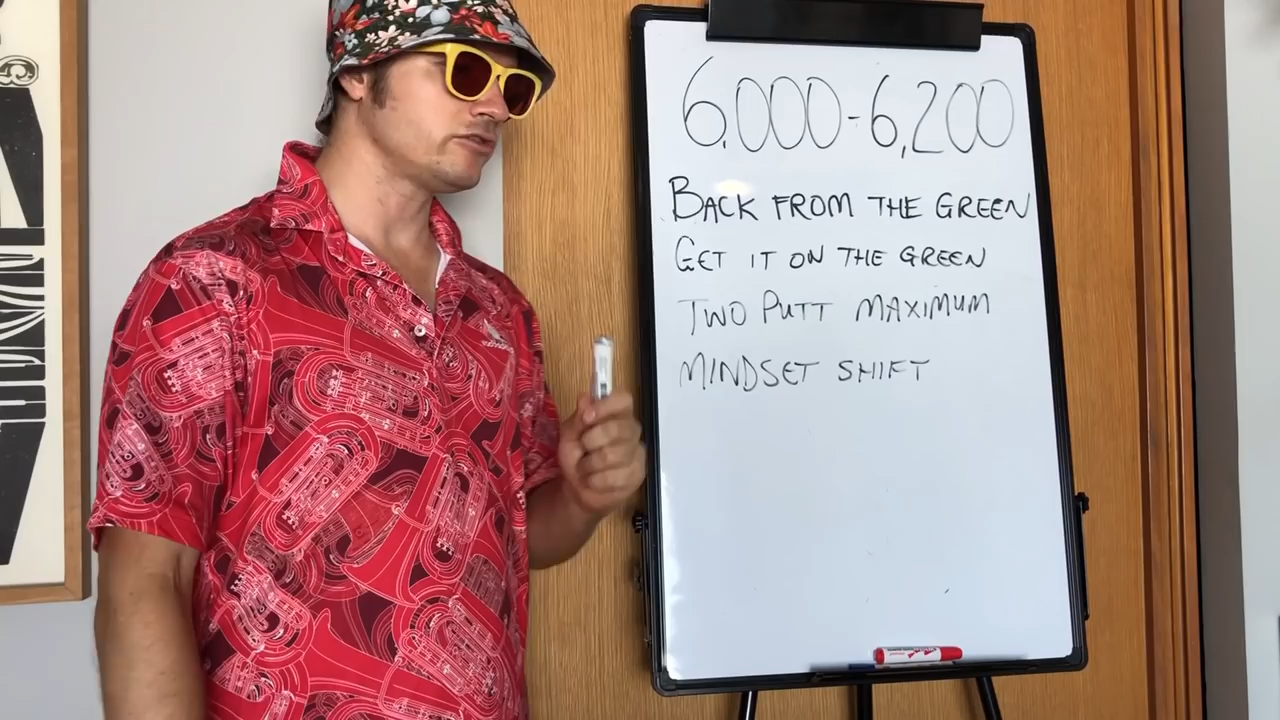 6,000-6,200
BACK FROM THE GREEN
GET IT ON THE GREEN
TWO PUTT MAXIMUM
MINDSET SHIFT